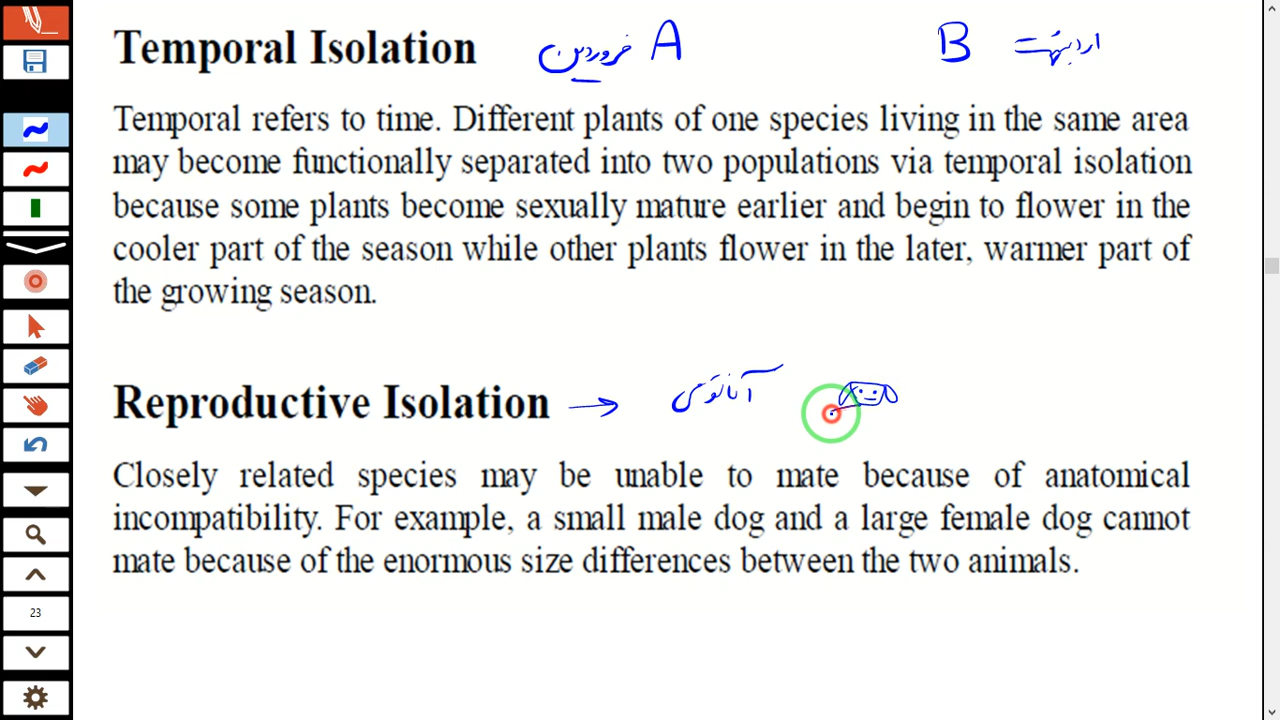 Temporal Isolation فروردین A B اردیبهشت
Temporal refers to time. Different plants of one species living in the same area
may become functionally separated into two populations via temporal isolation
because some plants become sexually mature earlier and begin to flower in the
cooler part of the season while other plants flower in the later, warmer part of
the growing season.
Reproductive Isolation → آناتومی
Closely related species may be unable to mate because of anatomical
incompatibility. For example, a small male dog and a large female dog cannot
mate because of the enormous size differences between the two animals.
23